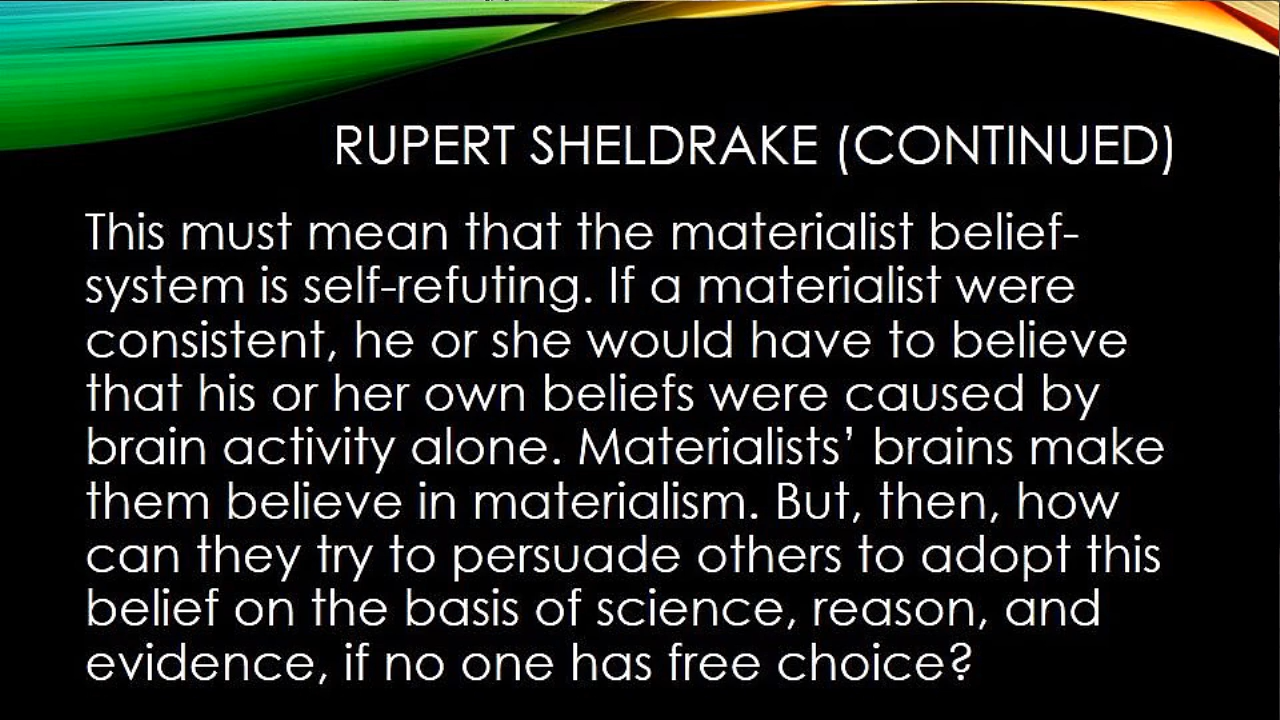 RUPERT SHELDRAKE (CONTINUED)
This must mean that the materialist belief-
system is self-refuting. If a materialist were
consistent, he or she would have to believe
that his or her own beliefs were caused by
brain activity alone. Materialists’ brains make
them believe in materialism. But, then, how
can they try to persuade others to adopt this
belief on the basis of science, reason, and
evidence, if no one has free choice?